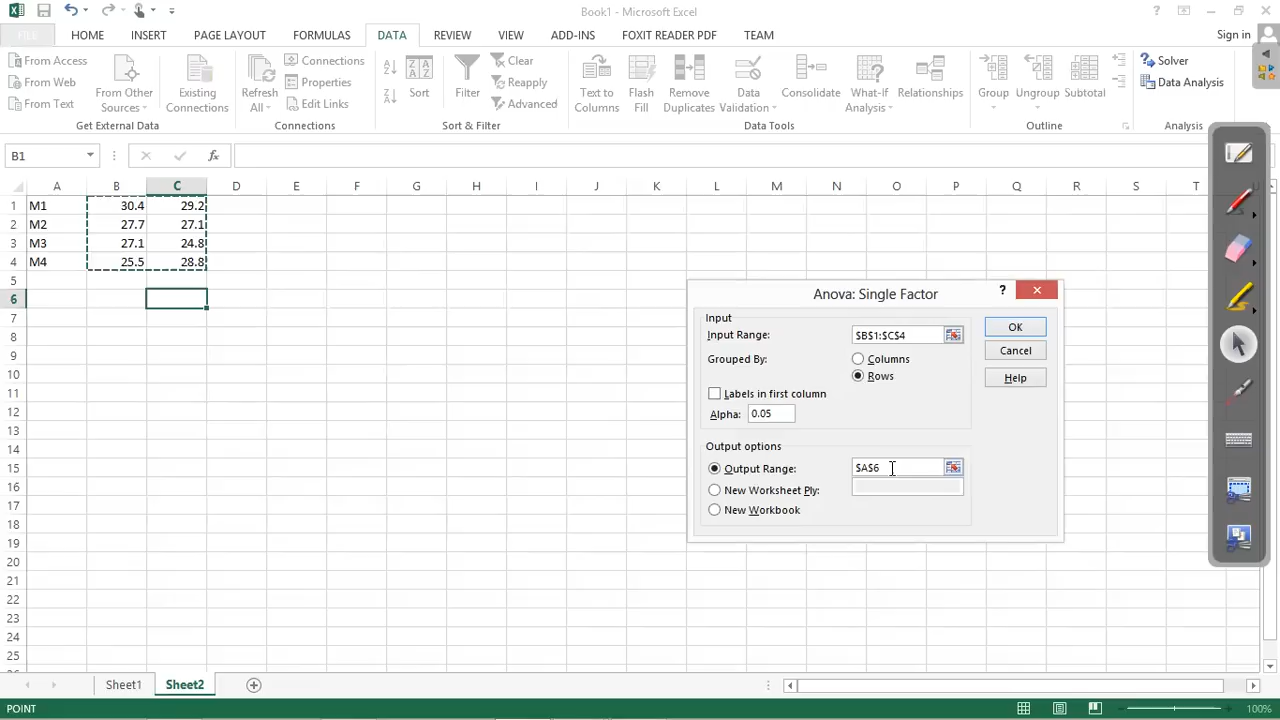 Book1 - Microsoft Excel
?
FILE HOME INSERT PAGE LAYOUT FORMULAS DATA REVIEW VIEW ADD-INS FOXIT READER PDF TEAM Sign in
From Access
From Web
From Text
From Other Sources
Existing Connections
Get External Data
Refresh All
Connections
Properties
Edit Links
Connections
Sort
Filter
Clear
Reapply
Advanced
Sort & Filter
Text to Columns
Flash Fill
Remove Duplicates
Data Validation
Consolidate
What-If Analysis
Relationships
Data Tools
Group
Ungroup
Subtotal
Outline
Solver
Data Analysis
Analysis
B1
fx
A B C D E F G H I J K L M N O P Q R S T
1 M1 30.4 29.2
2 M2 27.7 27.1
3 M3 27.1 24.8
4 M4 25.5 28.8
5
6
7
8
9
10
11
12
13
14
15
16
17
18
19
20
21
22
23
24
25
Anova: Single Factor ?
Input
Input Range: $B$1:$C$4
Grouped By: Columns
Rows
Labels in first column
Alpha: 0.05
Output options
Output Range: $A$6
New Worksheet Ply:
New Workbook
OK
Cancel
Help
Sheet1 Sheet2
POINT 100%